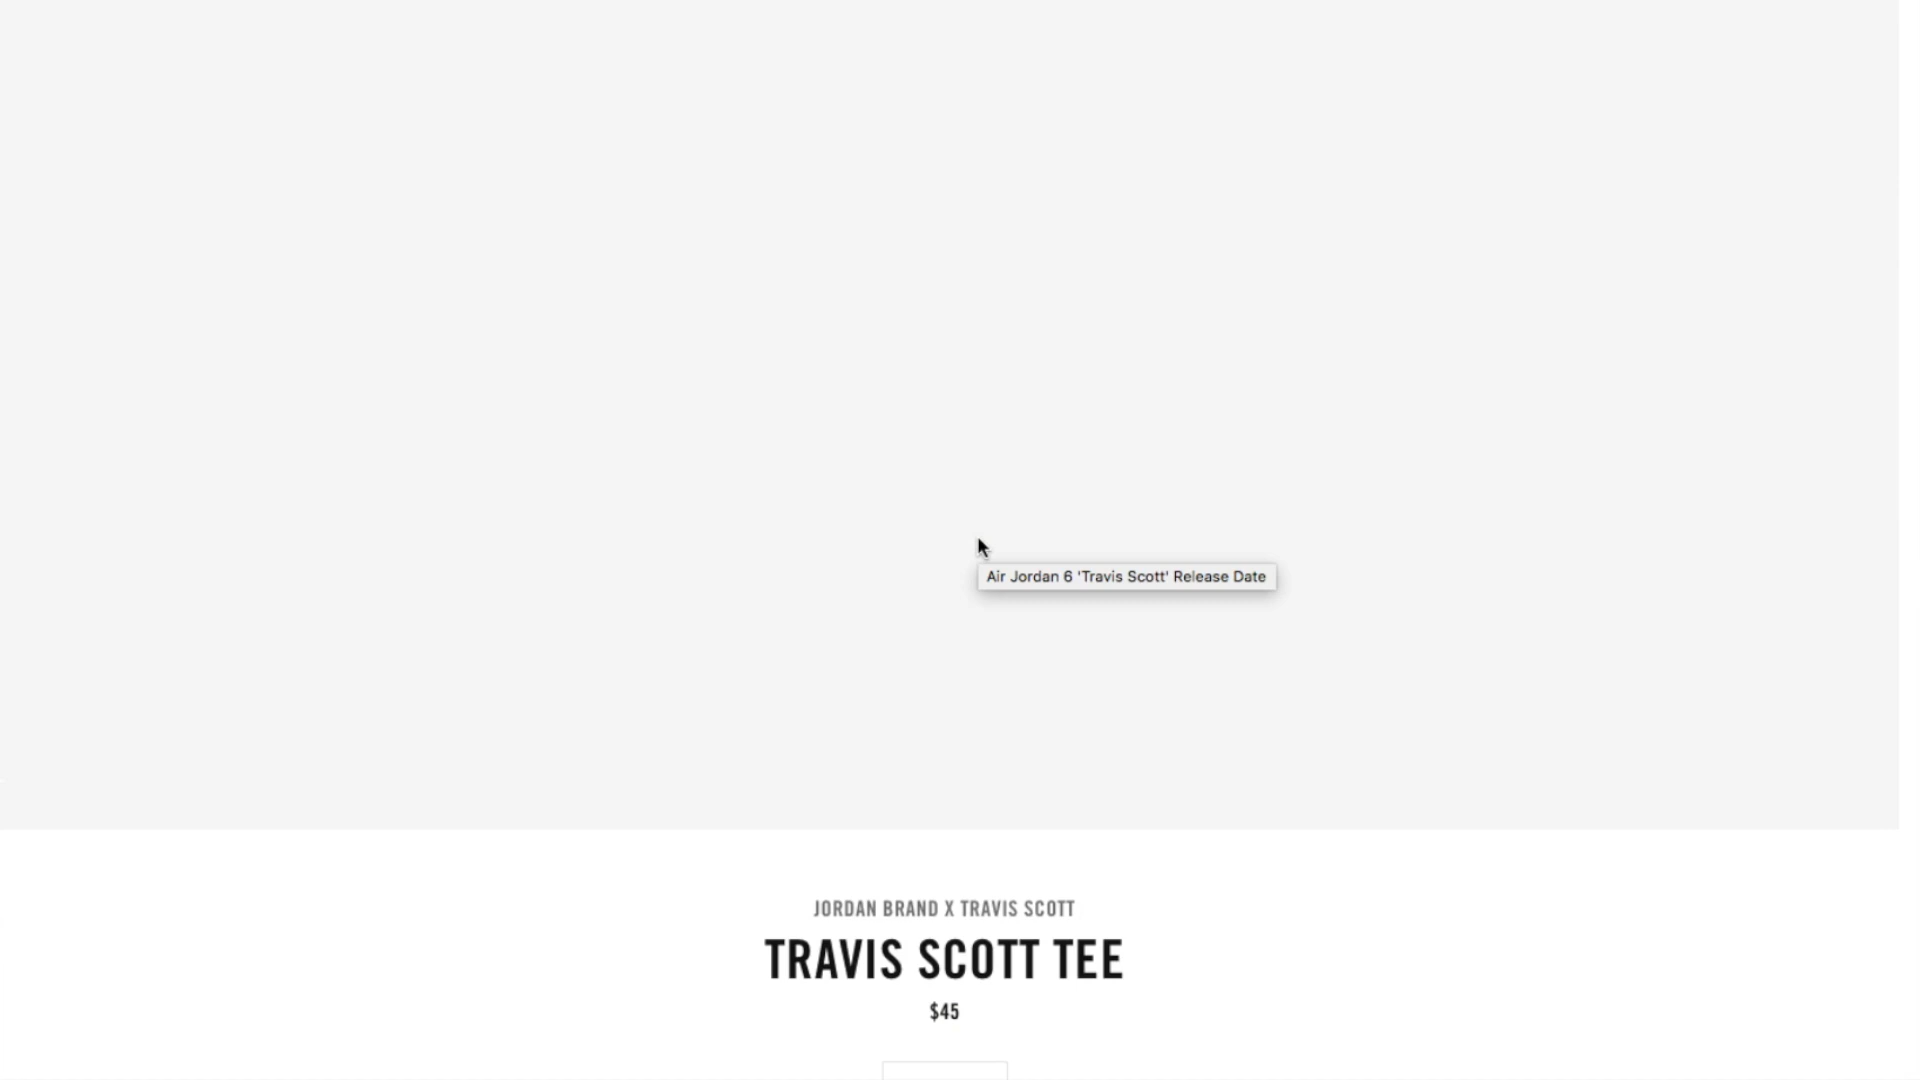 Air Jordan 6 'Travis Scott' Release Date
JORDAN BRAND X TRAVIS SCOTT
TRAVIS SCOTT TEE
$45